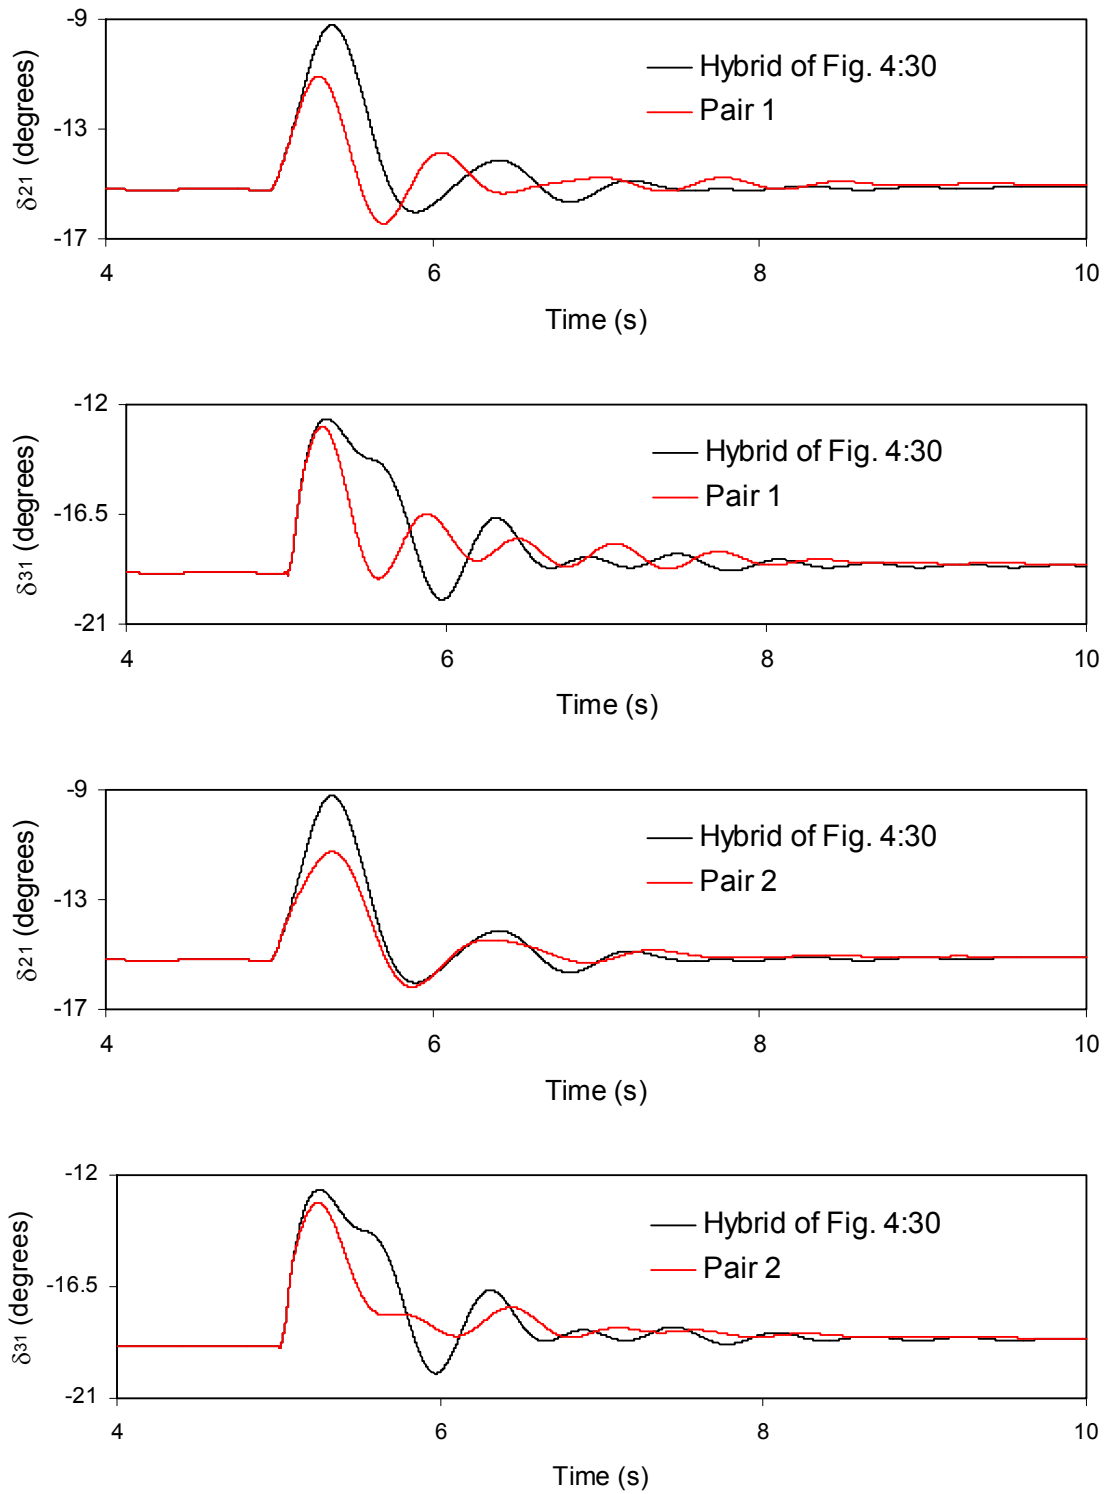 -9
-13
-17
δ21 (degrees)
Hybrid of Fig. 4:30
Pair 1
4
6
8
10
Time (s)
-12
-16.5
-21
δ31 (degrees)
Hybrid of Fig. 4:30
Pair 1
4
6
8
10
Time (s)
-9
-13
-17
δ21 (degrees)
Hybrid of Fig. 4:30
Pair 2
4
6
8
10
Time (s)
-12
-16.5
-21
δ31 (degrees)
Hybrid of Fig. 4:30
Pair 2
4
6
8
10
Time (s)